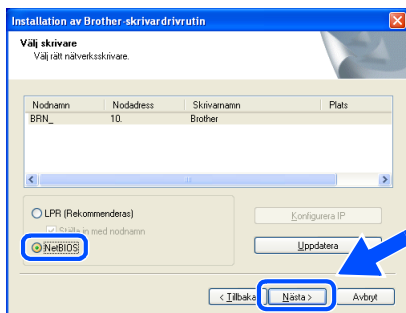 Installation av Brother-skrivardrivrutin
Välj skrivare
Välj rätt nätverksskrivare.
Nodnamn Nodadress Skrivarnamn Plats
BRN_ 10. Brother
LPR (Rekommenderas)
Ställa in med nodnamn
NetBIOS
Konfigurera IP
Uppdatera
< Tillbaka Nästa > Avbryt